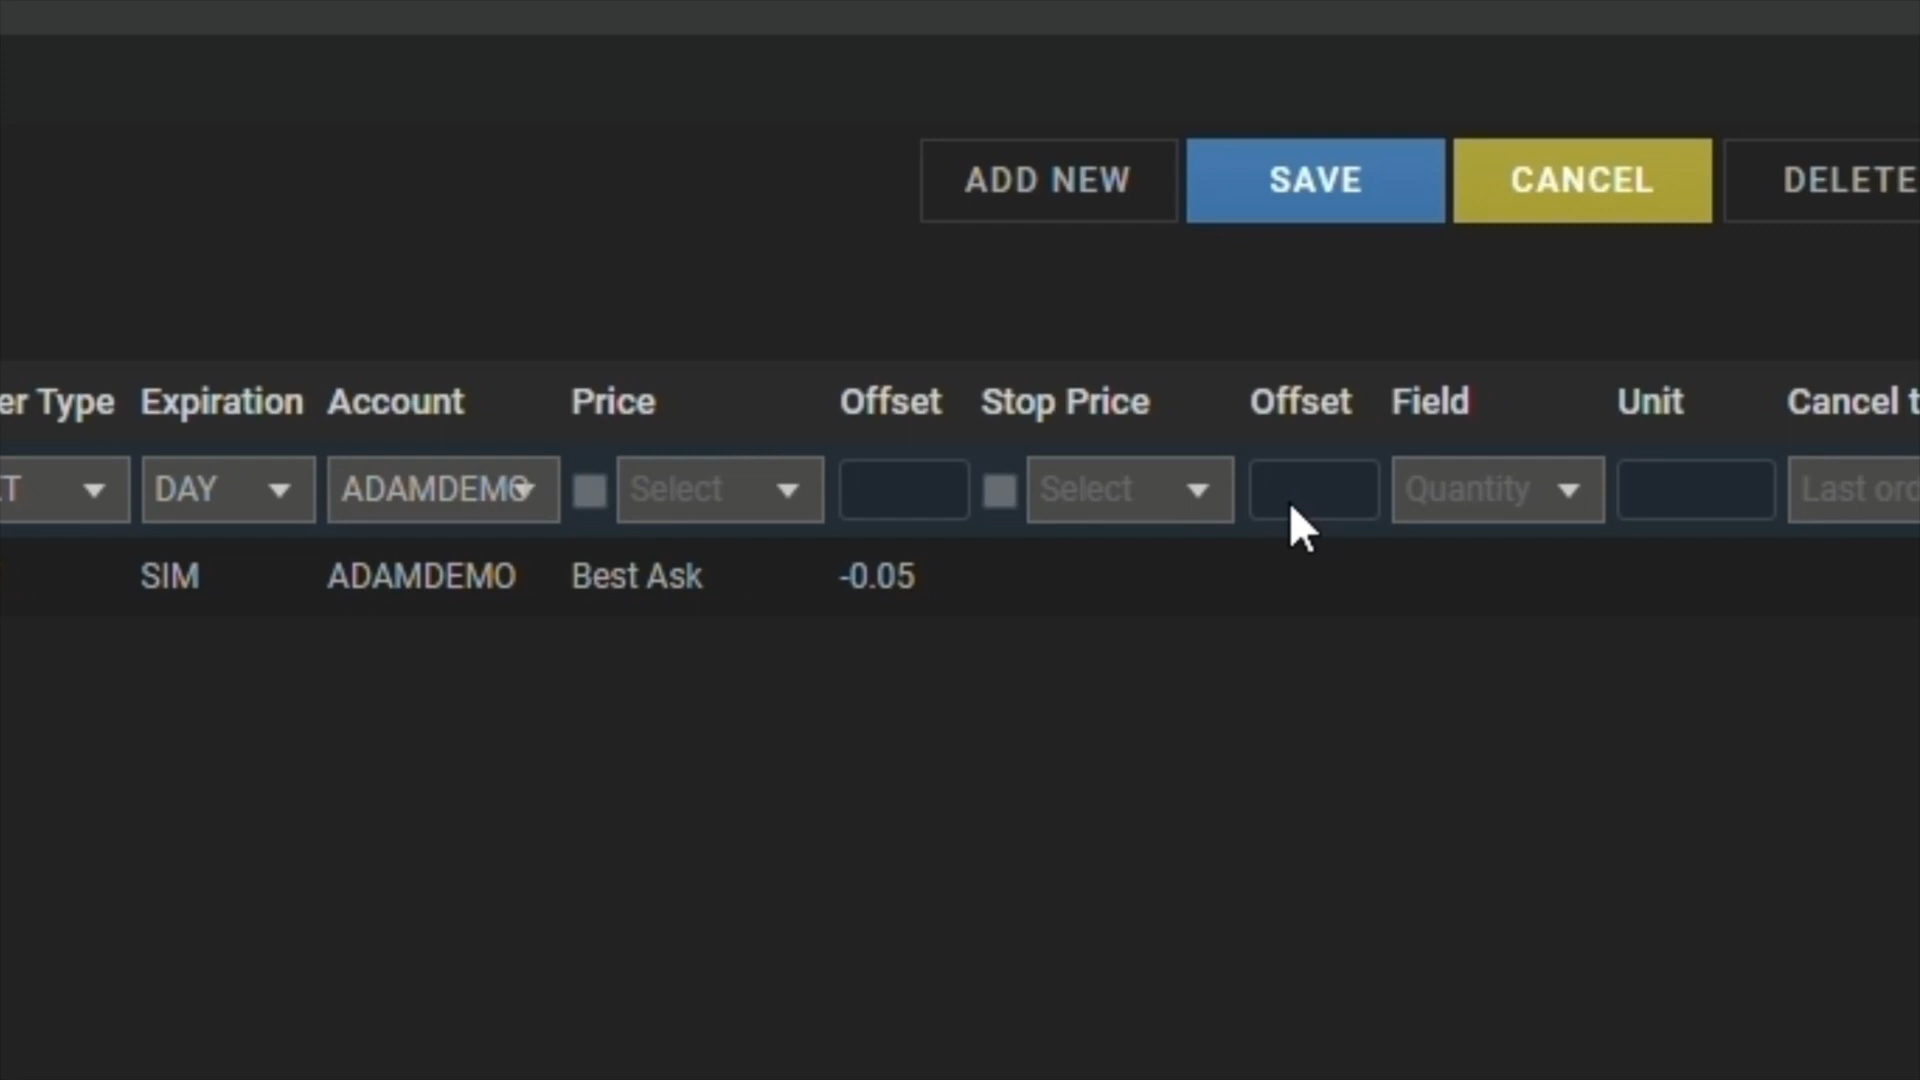 ADD NEW SAVE CANCEL DELETE
er Type Expiration Account Price Offset Stop Price Offset Field Unit Cancel t
T DAY ADAMDEMO Select Select Quantity Last ord
SIM ADAMDEMO Best Ask -0.05